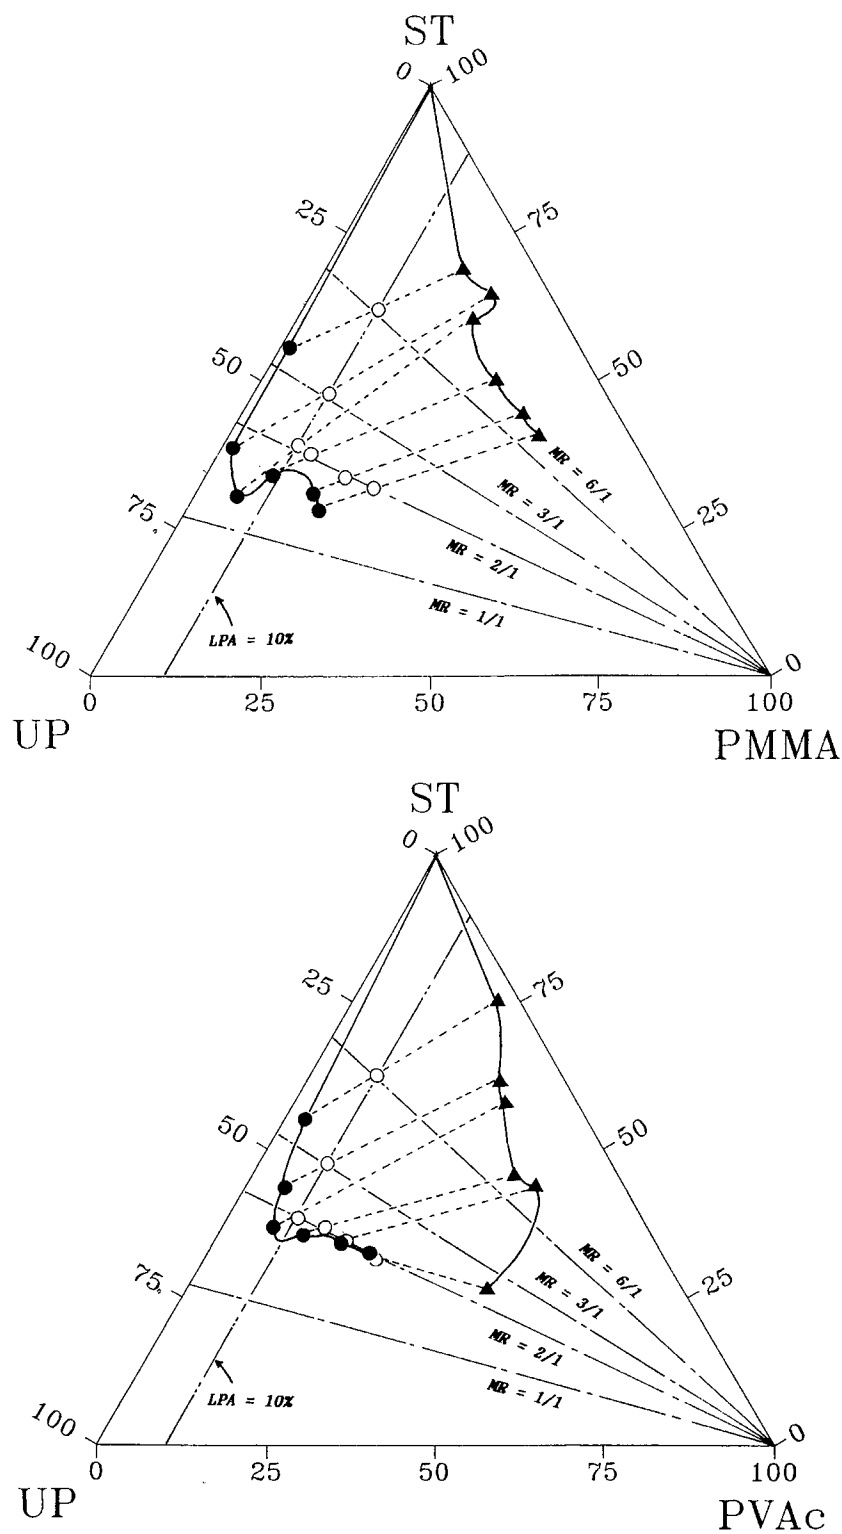 ST
0 100
25 75
50 50
MR = 6/1
MR = 3/1
75 25
MR = 2/1
MR = 1/1
LPA = 10%
100 0
0 25 50 75 100
UP PMMA
ST
0 100
25 75
50 50
75 25
MR = 6/1
MR = 3/1
MR = 2/1
MR = 1/1
LPA = 10%
100 0
0 25 50 75 100
UP PVAc